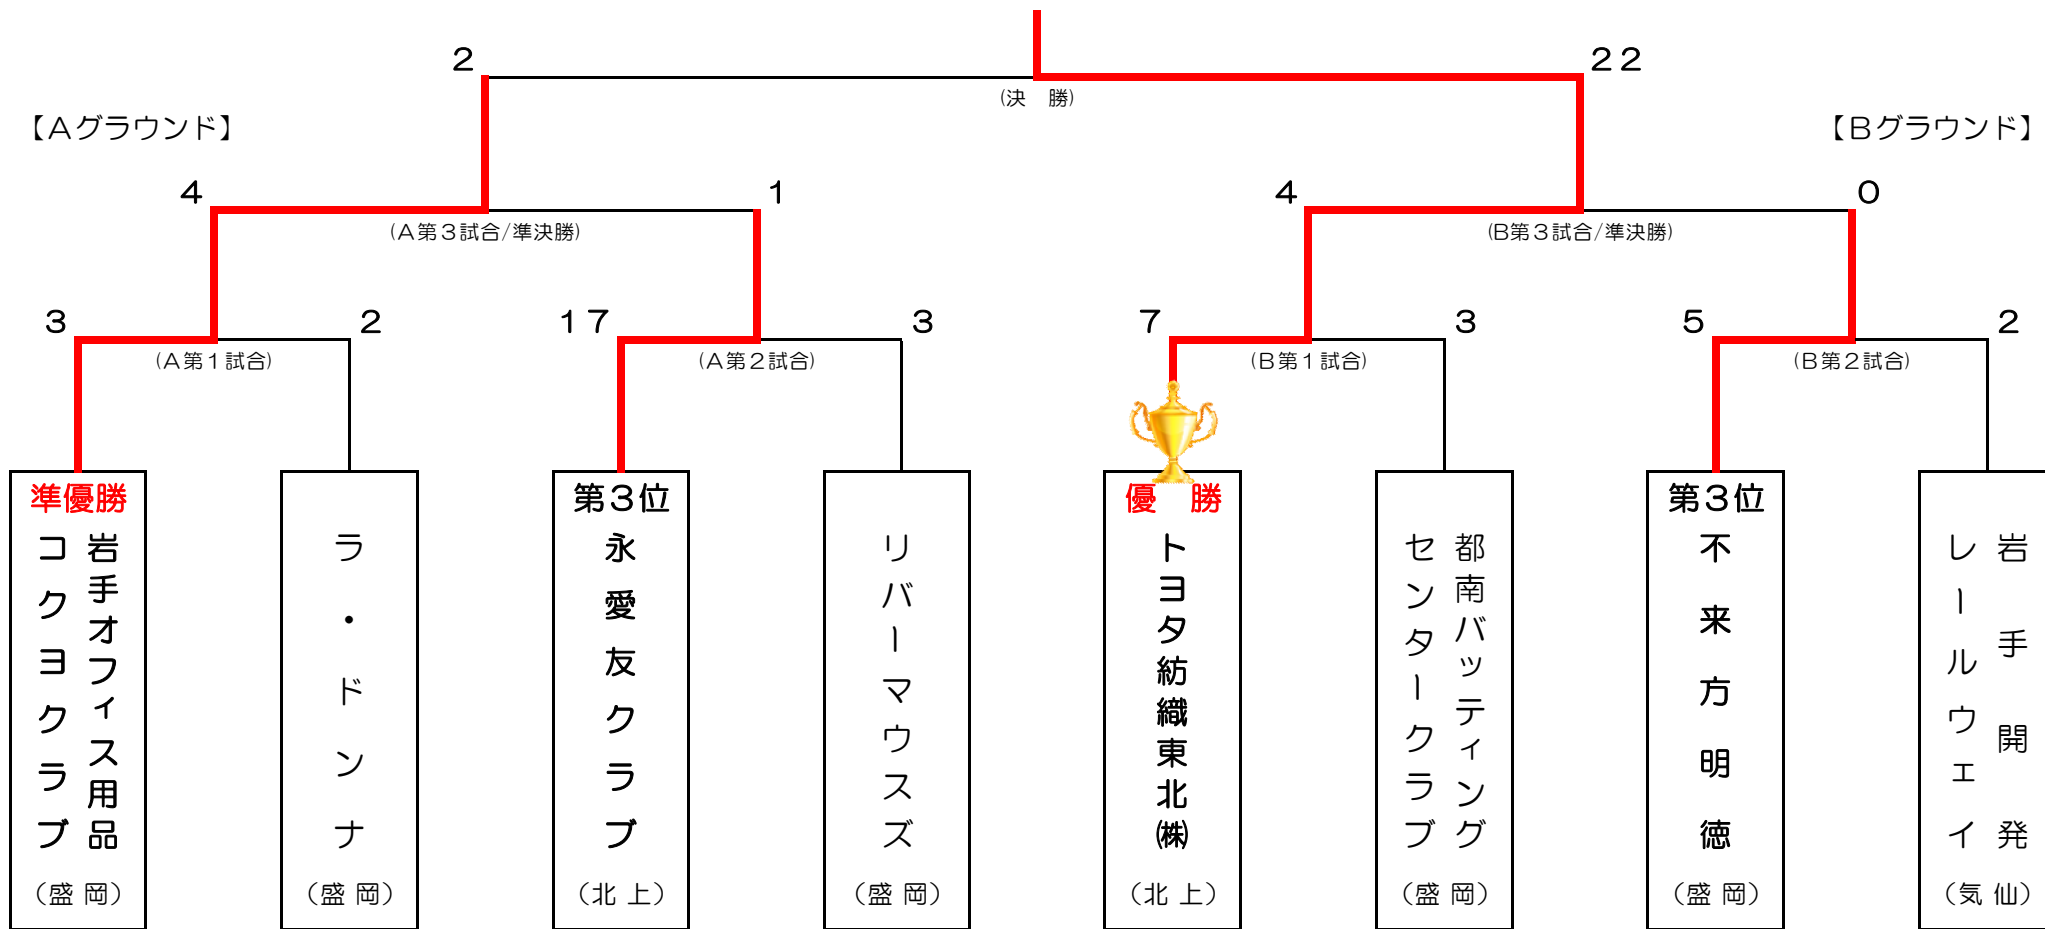 2
２２
(決　勝)
【Ａグラウンド】
【Ｂグラウンド】
4
1
4
0
(Ａ第３試合/準決勝)
(Ｂ第３試合/準決勝)
3
2
１７
3
7
3
5
2
(Ａ第１試合)
(Ａ第２試合)
(Ｂ第１試合)
(Ｂ第２試合)
準優勝
岩手オフィス用品
コクヨクラブ
（盛 岡）
ラ・ドンナ
（盛 岡）
第３位
永愛友クラブ
（北 上）
リバーマウスズ
（盛 岡）
優　勝
トヨタ紡織東北㈱
（北 上）
都南バッティング
センタークラブ
（盛 岡）
第３位
不来方明徳
（盛 岡）
岩手開発
レールウェイ
（気 仙）